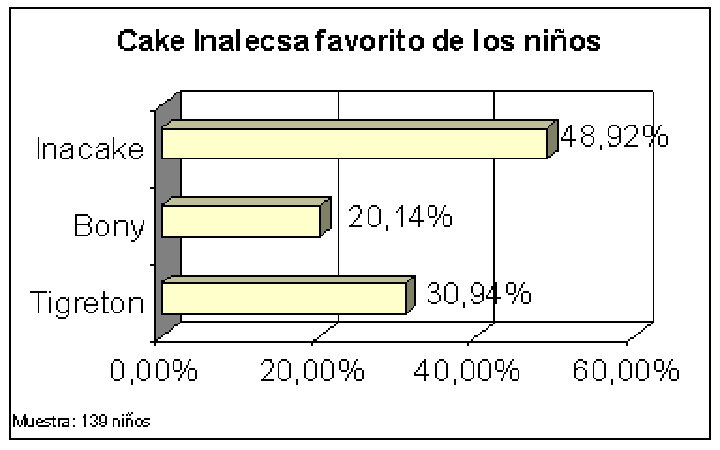 Cake Inalecsa favorito de los niños
Inacake 48,92%
Bony 20,14%
Tigreton 30,94%
0,00% 20,00% 40,00% 60,00%
Muestra: 139 niños